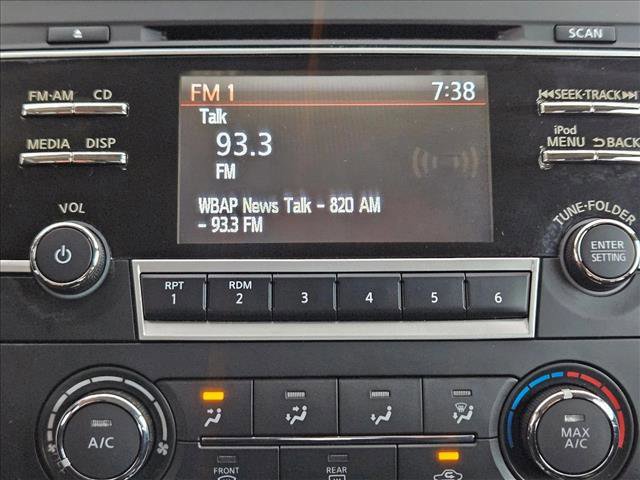 SCAN
FM·AM CD
MEDIA DISP
VOL
FM 1 7:38
Talk
93.3
FM
WBAP News Talk - 820 AM
- 93.3 FM
SEEK·TRACK
iPod
MENU BACK
TUNE·FOLDER
ENTER
SETTING
RPT
1
RDM
2
3
4
5
6
A/C
FRONT
REAR
MAX
A/C